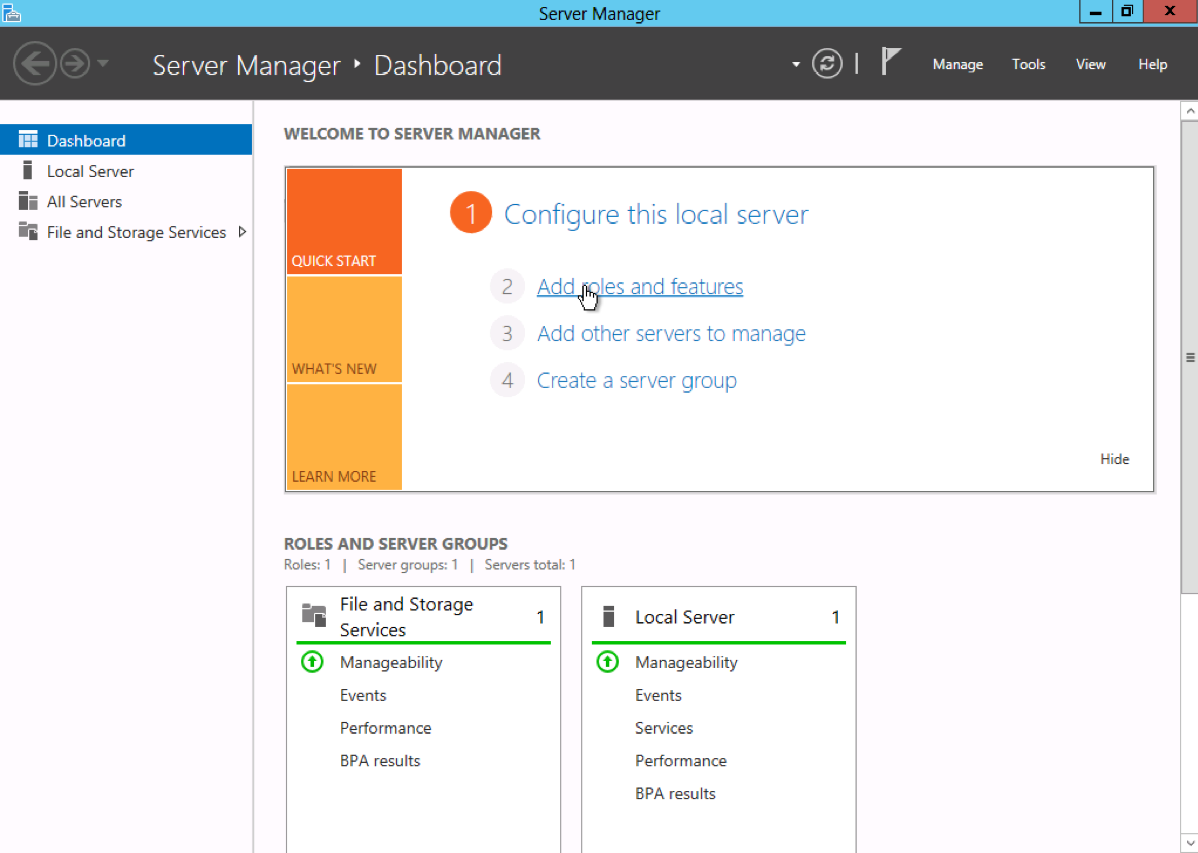 Server Manager
Server Manager ‣ Dashboard
Manage Tools View Help
Dashboard
Local Server
All Servers
File and Storage Services
WELCOME TO SERVER MANAGER
QUICK START
WHAT'S NEW
LEARN MORE
1 Configure this local server
2 Add roles and features
3 Add other servers to manage
4 Create a server group
Hide
ROLES AND SERVER GROUPS
Roles: 1 | Server groups: 1 | Servers total: 1
File and Storage
Services 1
Manageability
Events
Performance
BPA results
Local Server 1
Manageability
Events
Services
Performance
BPA results